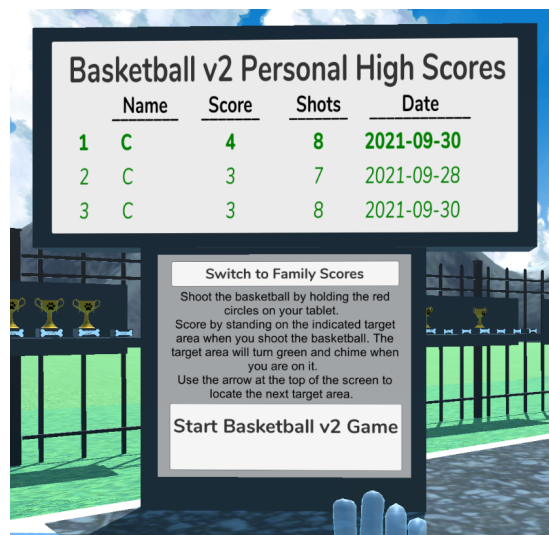 Basketball v2 Personal High Scores
Name Score Shots Date
1 C 4 8 2021-09-30
2 C 3 7 2021-09-28
3 C 3 8 2021-09-30
Switch to Family Scores
Shoot the basketball by holding the red
circles on your tablet.
Score by standing on the indicated target
area when you shoot the basketball. The
target area will turn green and chime when
you are on it.
Use the arrow at the top of the screen to
locate the next target area.
Start Basketball v2 Game